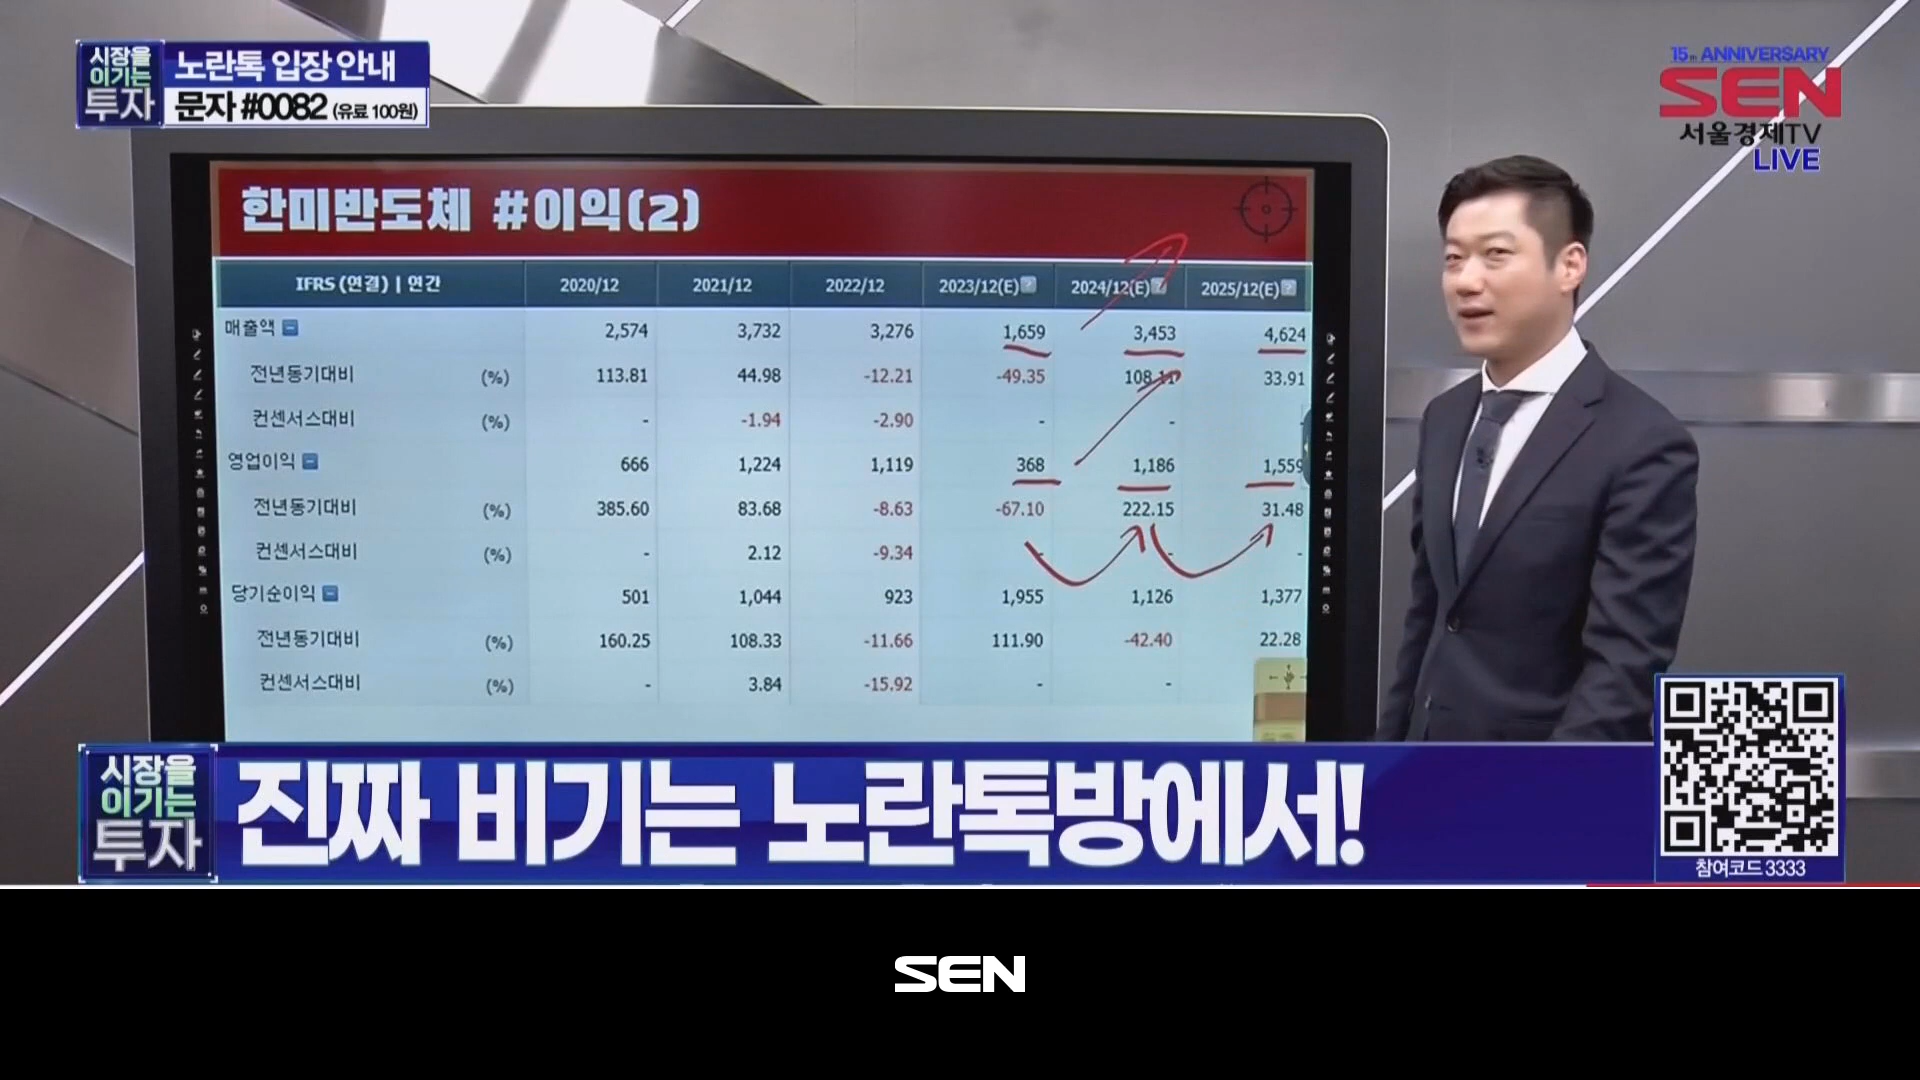 시장을
이기는
투자
노란톡 입장 안내
문자 #0082 (유료 100원)
15th ANNIVERSARY
SEN
서울경제TV
LIVE
한미반도체 #이익(2)
IFRS(연결) | 연간 2020/12 2021/12 2022/12 2023/12(E) 2024/12(E) 2025/12(E)
매출액 2,574 3,732 3,276 1,659 3,453 4,624
전년동기대비 (%) 113.81 44.98 -12.21 -49.35 108.11 33.91
컨센서스대비 (%) - -1.94 -2.90 - -
영업이익 666 1,224 1,119 368 1,186 1,559
전년동기대비 (%) 385.60 83.68 -8.63 -67.10 222.15 31.48
컨센서스대비 (%) - 2.12 -9.34 - - -
당기순이익 501 1,044 923 1,955 1,126 1,377
전년동기대비 (%) 160.25 108.33 -11.66 111.90 -42.40 22.28
컨센서스대비 (%) - 3.84 -15.92 - -
시장을
이기는
투자
진짜 비기는 노란톡방에서!
참여코드 3333
SEN